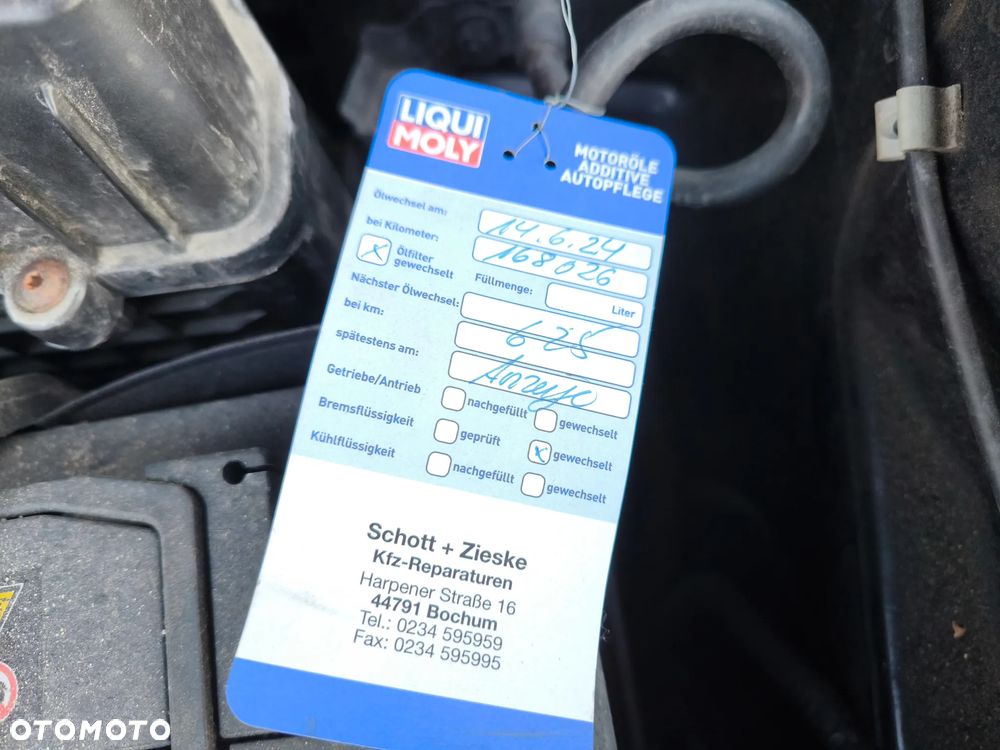 LIQUI
MOLY
MOTORÖLE
ADDITIVE
AUTOPFLEGE
Ölwechsel am: 14.6.24
bei Kilometer: 168026
x Ölfilter gewechselt
Füllmenge: Liter
Nächster Ölwechsel:
bei km: 6 25
spätestens am:
Getriebe/Antrieb nachgefüllt gewechselt
Bremsflüssigkeit geprüft x gewechselt
Kühlflüssigkeit nachgefüllt gewechselt
Schott + Zieske
Kfz-Reparaturen
Harpener Straße 16
44791 Bochum
Tel.: 0234 595959
Fax: 0234 595995
OTOMOTO